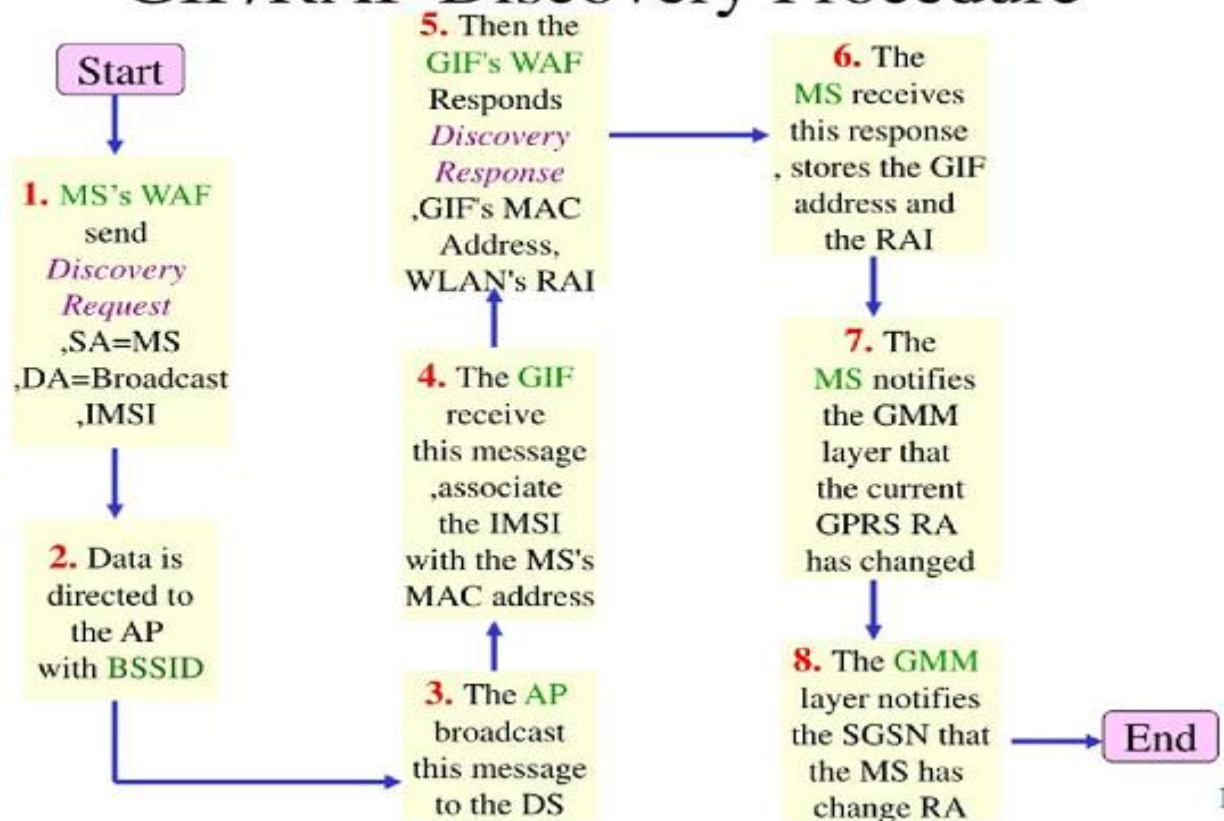 GIF/RAI Discovery Procedure
Start
1. MS's WAF
send
Discovery
Request
,SA=MS
,DA=Broadcast
,IMSI
2. Data is
directed to
the AP
with BSSID
3. The AP
broadcast
this message
to the DS
4. The GIF
receive
this message
,associate
the IMSI
with the MS's
MAC address
5. Then the
GIF's WAF
Responds
Discovery
Response
,GIF's MAC
Address,
WLAN's RAI
6. The
MS receives
this response
, stores the GIF
address and
the RAI
7. The
MS notifies
the GMM
layer that
the current
GPRS RA
has changed
8. The GMM
layer notifies
the SGSN that
the MS has
change RA
End